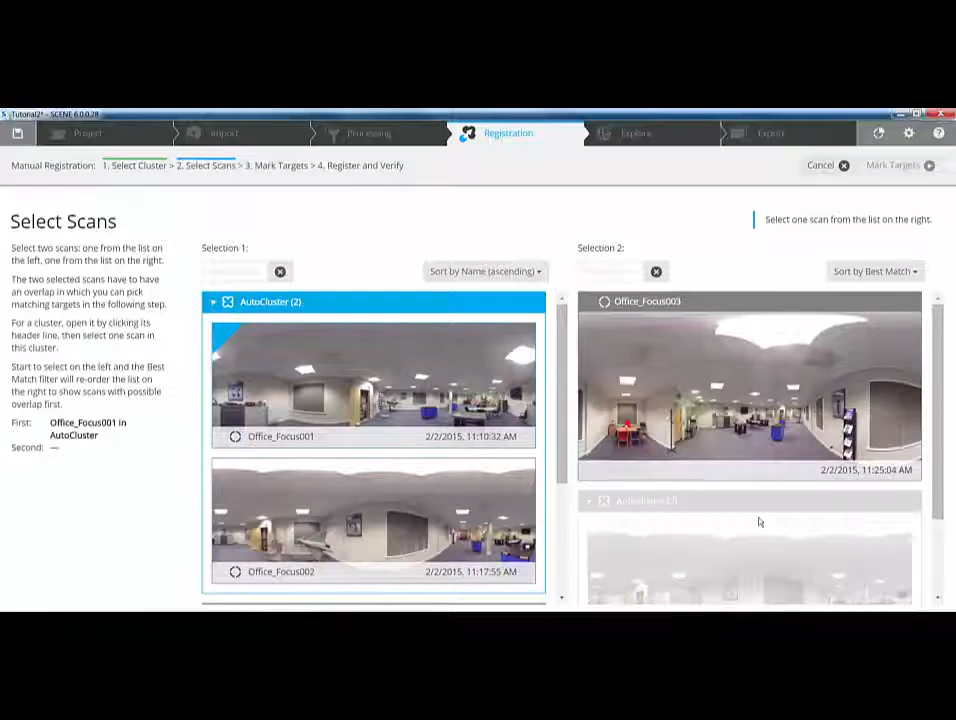 Tutorial2* - SCENE 6.0.0.28
Project
Import
Processing
Registration
Explore
Export
Manual Registration: 1. Select Cluster > 2. Select Scans > 3. Mark Targets > 4. Register and Verify
Cancel
Mark Targets
Select Scans
Select one scan from the list on the right.
Select two scans: one from the list on
the left, one from the list on the right.
The two selected scans have to have
an overlap in which you can pick
matching targets in the following step.
For a cluster, open it by clicking its
header line, then select one scan in
this cluster.
Start to select on the left and the Best
Match filter will re-order the list on
the right to show scans with possible
overlap first.
First: Office_Focus001 in
AutoCluster
Second: —
Selection 1:
Sort by Name (ascending)
AutoCluster (2)
Office_Focus001 2/2/2015, 11:10:32 AM
Office_Focus002 2/2/2015, 11:17:55 AM
Selection 2:
Sort by Best Match
Office_Focus003
2/2/2015, 11:25:04 AM
AutoCluster (2)